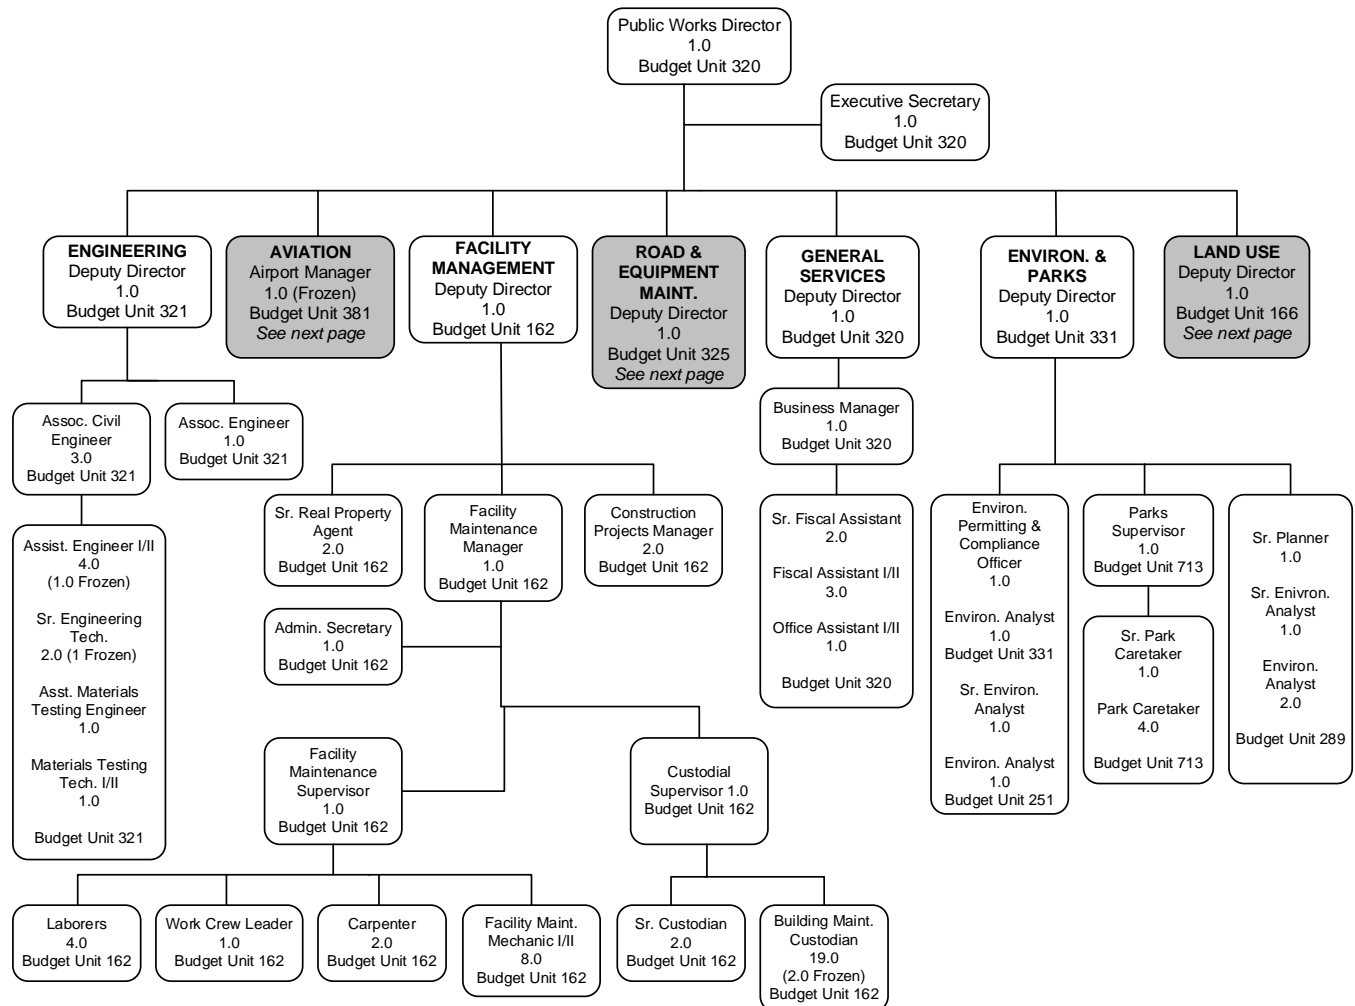 Public Works Director
1.0
Budget Unit 320
Executive Secretary
1.0
Budget Unit 320
ENGINEERING
Deputy Director
1.0
Budget Unit 321
AVIATION
Airport Manager
1.0 (Frozen)
Budget Unit 381
See next page
FACILITY
MANAGEMENT
Deputy Director
1.0
Budget Unit 162
ROAD &
EQUIPMENT
MAINT.
Deputy Director
1.0
Budget Unit 325
See next page
GENERAL
SERVICES
Deputy Director
1.0
Budget Unit 320
ENVIRON. &
PARKS
Deputy Director
1.0
Budget Unit 331
LAND USE
Deputy Director
1.0
Budget Unit 166
See next page
Assoc. Civil
Engineer
3.0
Budget Unit 321
Assoc. Engineer
1.0
Budget Unit 321
Business Manager
1.0
Budget Unit 320
Assist. Engineer I/II
4.0
(1.0 Frozen)
Sr. Engineering
Tech.
2.0 (1 Frozen)
Asst. Materials
Testing Engineer
1.0
Materials Testing
Tech. I/II
1.0
Budget Unit 321
Sr. Real Property
Agent
2.0
Budget Unit 162
Facility
Maintenance
Manager
1.0
Budget Unit 162
Construction
Projects Manager
2.0
Budget Unit 162
Sr. Fiscal Assistant
2.0
Fiscal Assistant I/II
3.0
Office Assistant I/II
1.0
Budget Unit 320
Environ.
Permitting &
Compliance
Officer
1.0
Environ. Analyst
1.0
Budget Unit 331
Sr. Environ.
Analyst
1.0
Environ. Analyst
1.0
Budget Unit 251
Parks
Supervisor
1.0
Budget Unit 713
Sr. Park
Caretaker
1.0
Park Caretaker
4.0
Budget Unit 713
Sr. Planner
1.0
Sr. Enivron.
Analyst
1.0
Environ.
Analyst
2.0
Budget Unit 289
Admin. Secretary
1.0
Budget Unit 162
Facility
Maintenance
Supervisor
1.0
Budget Unit 162
Custodial
Supervisor 1.0
Budget Unit 162
Laborers
4.0
Budget Unit 162
Work Crew Leader
1.0
Budget Unit 162
Carpenter
2.0
Budget Unit 162
Facility Maint.
Mechanic I/II
8.0
Budget Unit 162
Sr. Custodian
2.0
Budget Unit 162
Building Maint.
Custodian
19.0
(2.0 Frozen)
Budget Unit 162